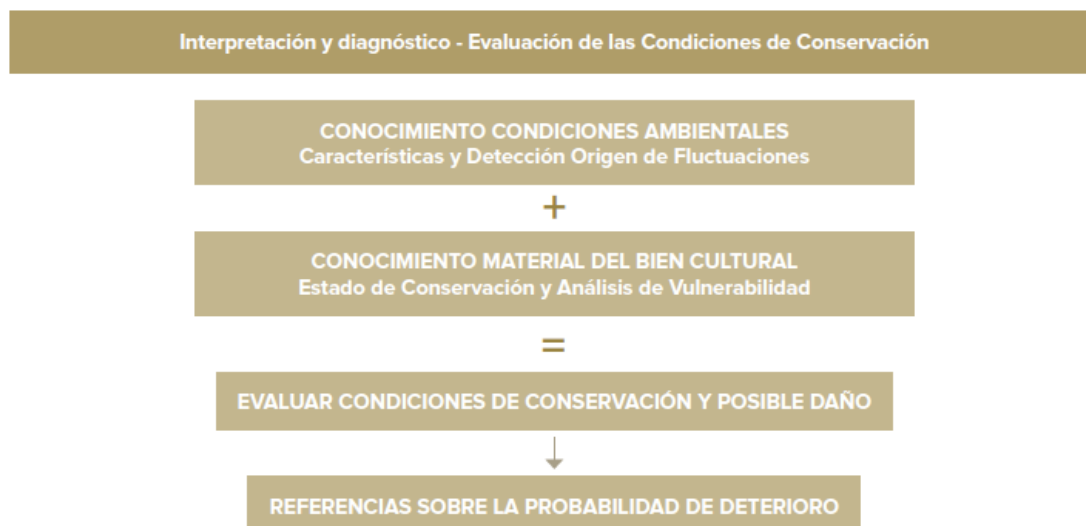 Interpretación y diagnóstico - Evaluación de las Condiciones de Conservación
CONOCIMIENTO CONDICIONES AMBIENTALES
Características y Detección Origen de Fluctuaciones
+
CONOCIMIENTO MATERIAL DEL BIEN CULTURAL
Estado de Conservación y Análisis de Vulnerabilidad
=
EVALUAR CONDICIONES DE CONSERVACIÓN Y POSIBLE DAÑO
REFERENCIAS SOBRE LA PROBABILIDAD DE DETERIORO